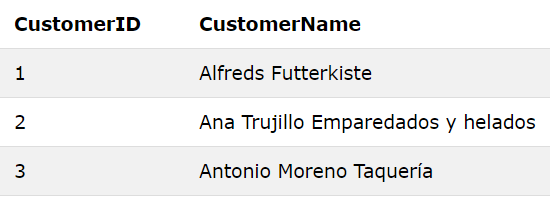 CustomerID CustomerName
1 Alfreds Futterkiste
2 Ana Trujillo Emparedados y helados
3 Antonio Moreno Taquería